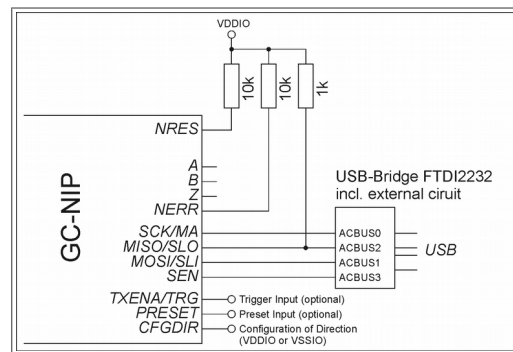 VDDIO
10k
10k
1k
NRES
A
B
Z
NERR
GC-NIP
USB-Bridge FTDI2232
incl. external ciruit
SCK/MA
ACBUS0
MISO/SLO
ACBUS2
USB
MOSI/SLI
ACBUS1
SEN
ACBUS3
TXENA/TRG
Trigger Input (optional)
PRESET
Preset Input (optional)
CFGDIR
Configuration of Direction
(VDDIO or VSSIO)